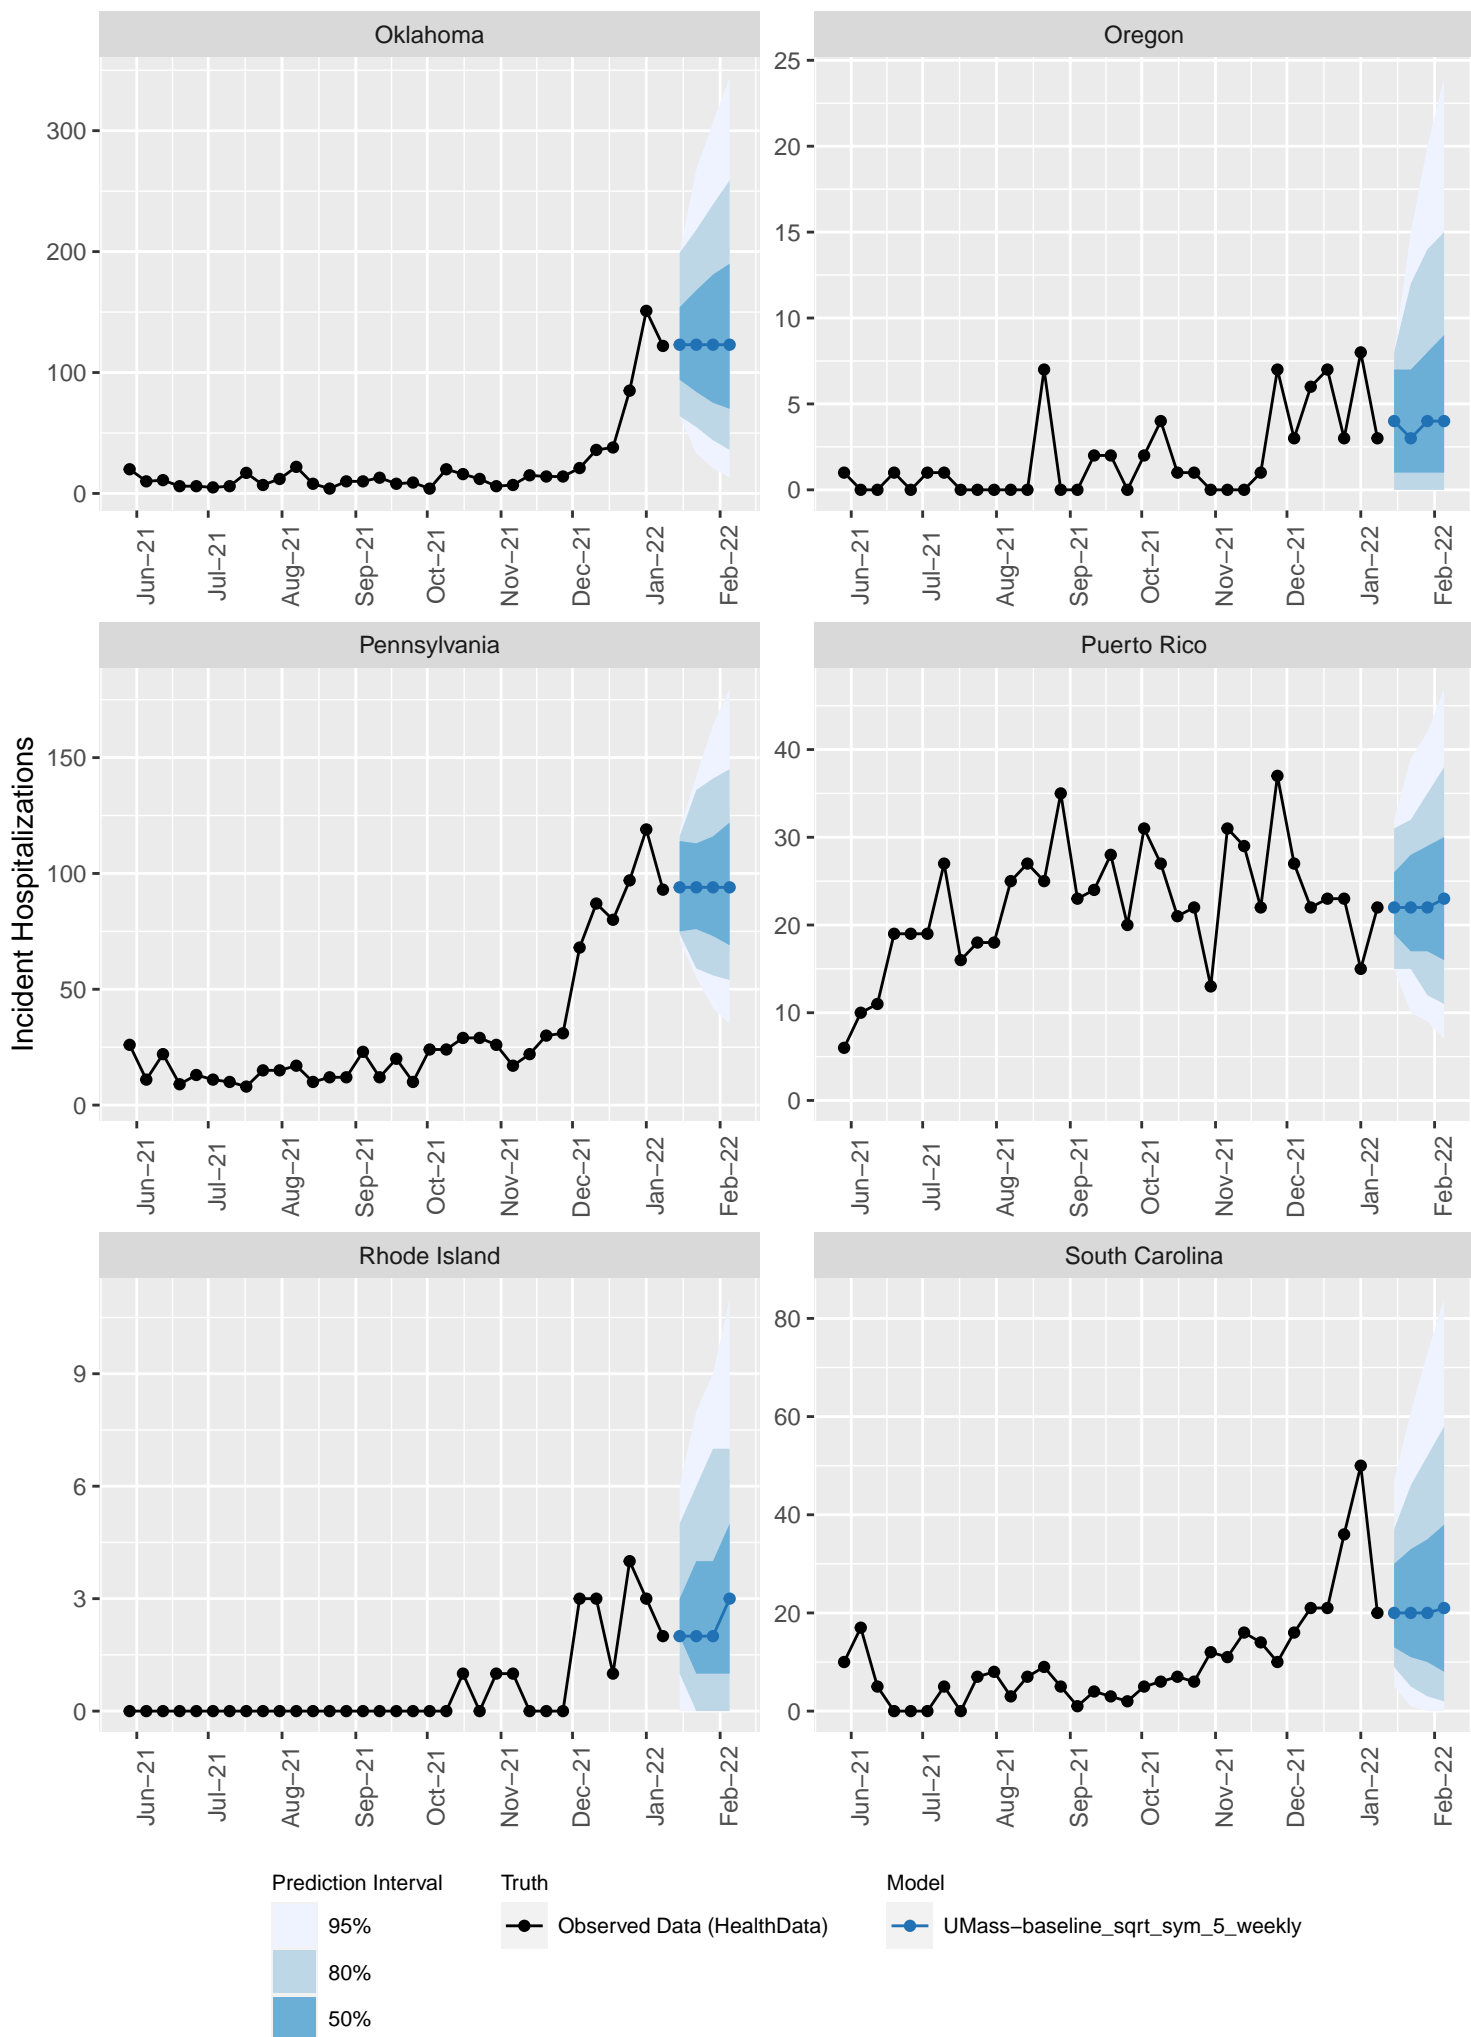 Oklahoma
Oregon
300
200
100
0
25
20
15
10
5
0
Jun−21
Jul−21
Aug−21
Sep−21
Oct−21
Nov−21
Dec−21
Jan−22
Feb−22
Jun−21
Jul−21
Aug−21
Sep−21
Oct−21
Nov−21
Dec−21
Jan−22
Feb−22
Incident Hospitalizations
Pennsylvania
Puerto Rico
150
100
50
0
40
30
20
10
0
Jun−21
Jul−21
Aug−21
Sep−21
Oct−21
Nov−21
Dec−21
Jan−22
Feb−22
Jun−21
Jul−21
Aug−21
Sep−21
Oct−21
Nov−21
Dec−21
Jan−22
Feb−22
Rhode Island
South Carolina
9
6
3
0
80
60
40
20
0
Jun−21
Jul−21
Aug−21
Sep−21
Oct−21
Nov−21
Dec−21
Jan−22
Feb−22
Jun−21
Jul−21
Aug−21
Sep−21
Oct−21
Nov−21
Dec−21
Jan−22
Feb−22
Prediction Interval
95%
80%
50%
Truth
Observed Data (HealthData)
Model
UMass−baseline_sqrt_sym_5_weekly